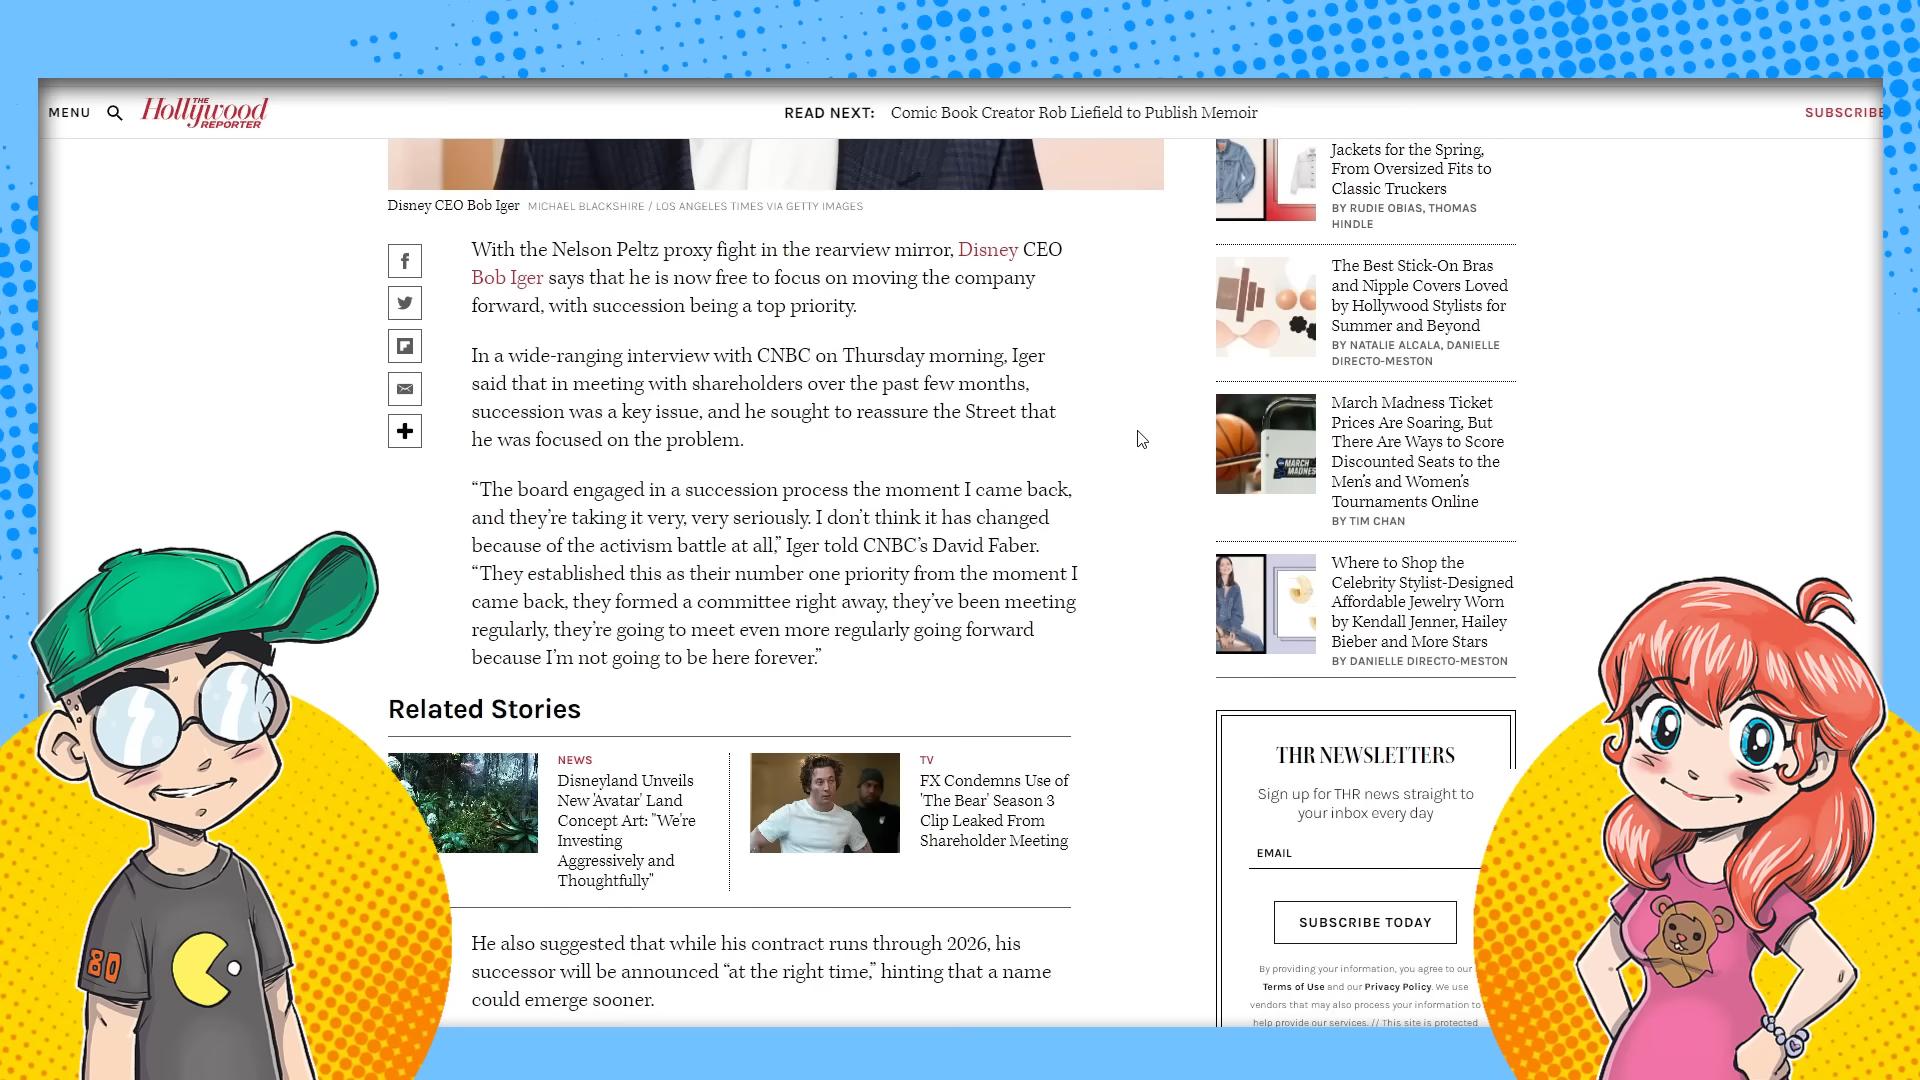 MENU
THE
Hollywood
REPORTER
READ NEXT: Comic Book Creator Rob Liefield to Publish Memoir
SUBSCRIBE
Disney CEO Bob Iger MICHAEL BLACKSHIRE / LOS ANGELES TIMES VIA GETTY IMAGES
With the Nelson Peltz proxy fight in the rearview mirror, Disney CEO
Bob Iger says that he is now free to focus on moving the company
forward, with succession being a top priority.
In a wide-ranging interview with CNBC on Thursday morning, Iger
said that in meeting with shareholders over the past few months,
succession was a key issue, and he sought to reassure the Street that
he was focused on the problem.
“The board engaged in a succession process the moment I came back,
and they’re taking it very, very seriously. I don’t think it has changed
because of the activism battle at all,” Iger told CNBC’s David Faber.
“They established this as their number one priority from the moment I
came back, they formed a committee right away, they’ve been meeting
regularly, they’re going to meet even more regularly going forward
because I’m not going to be here forever.”
Related Stories
NEWS
Disneyland Unveils
New 'Avatar' Land
Concept Art: "We're
Investing
Aggressively and
Thoughtfully"
TV
FX Condemns Use of
'The Bear' Season 3
Clip Leaked From
Shareholder Meeting
He also suggested that while his contract runs through 2026, his
successor will be announced “at the right time,” hinting that a name
could emerge sooner.
Jackets for the Spring,
From Oversized Fits to
Classic Truckers
BY RUDIE OBIAS, THOMAS
HINDLE
The Best Stick-On Bras
and Nipple Covers Loved
by Hollywood Stylists for
Summer and Beyond
BY NATALIE ALCALA, DANIELLE
DIRECTO-MESTON
MARCH
MADNESS
March Madness Ticket
Prices Are Soaring, But
There Are Ways to Score
Discounted Seats to the
Men's and Women's
Tournaments Online
BY TIM CHAN
Where to Shop the
Celebrity Stylist-Designed
Affordable Jewelry Worn
by Kendall Jenner, Hailey
Bieber and More Stars
BY DANIELLE DIRECTO-MESTON
THR NEWSLETTERS
Sign up for THR news straight to
your inbox every day
EMAIL
SUBSCRIBE TODAY
By providing your information, you agree to our
Terms of Use and our Privacy Policy. We use
vendors that may also process your information to
help provide our services. // This site is protected
80